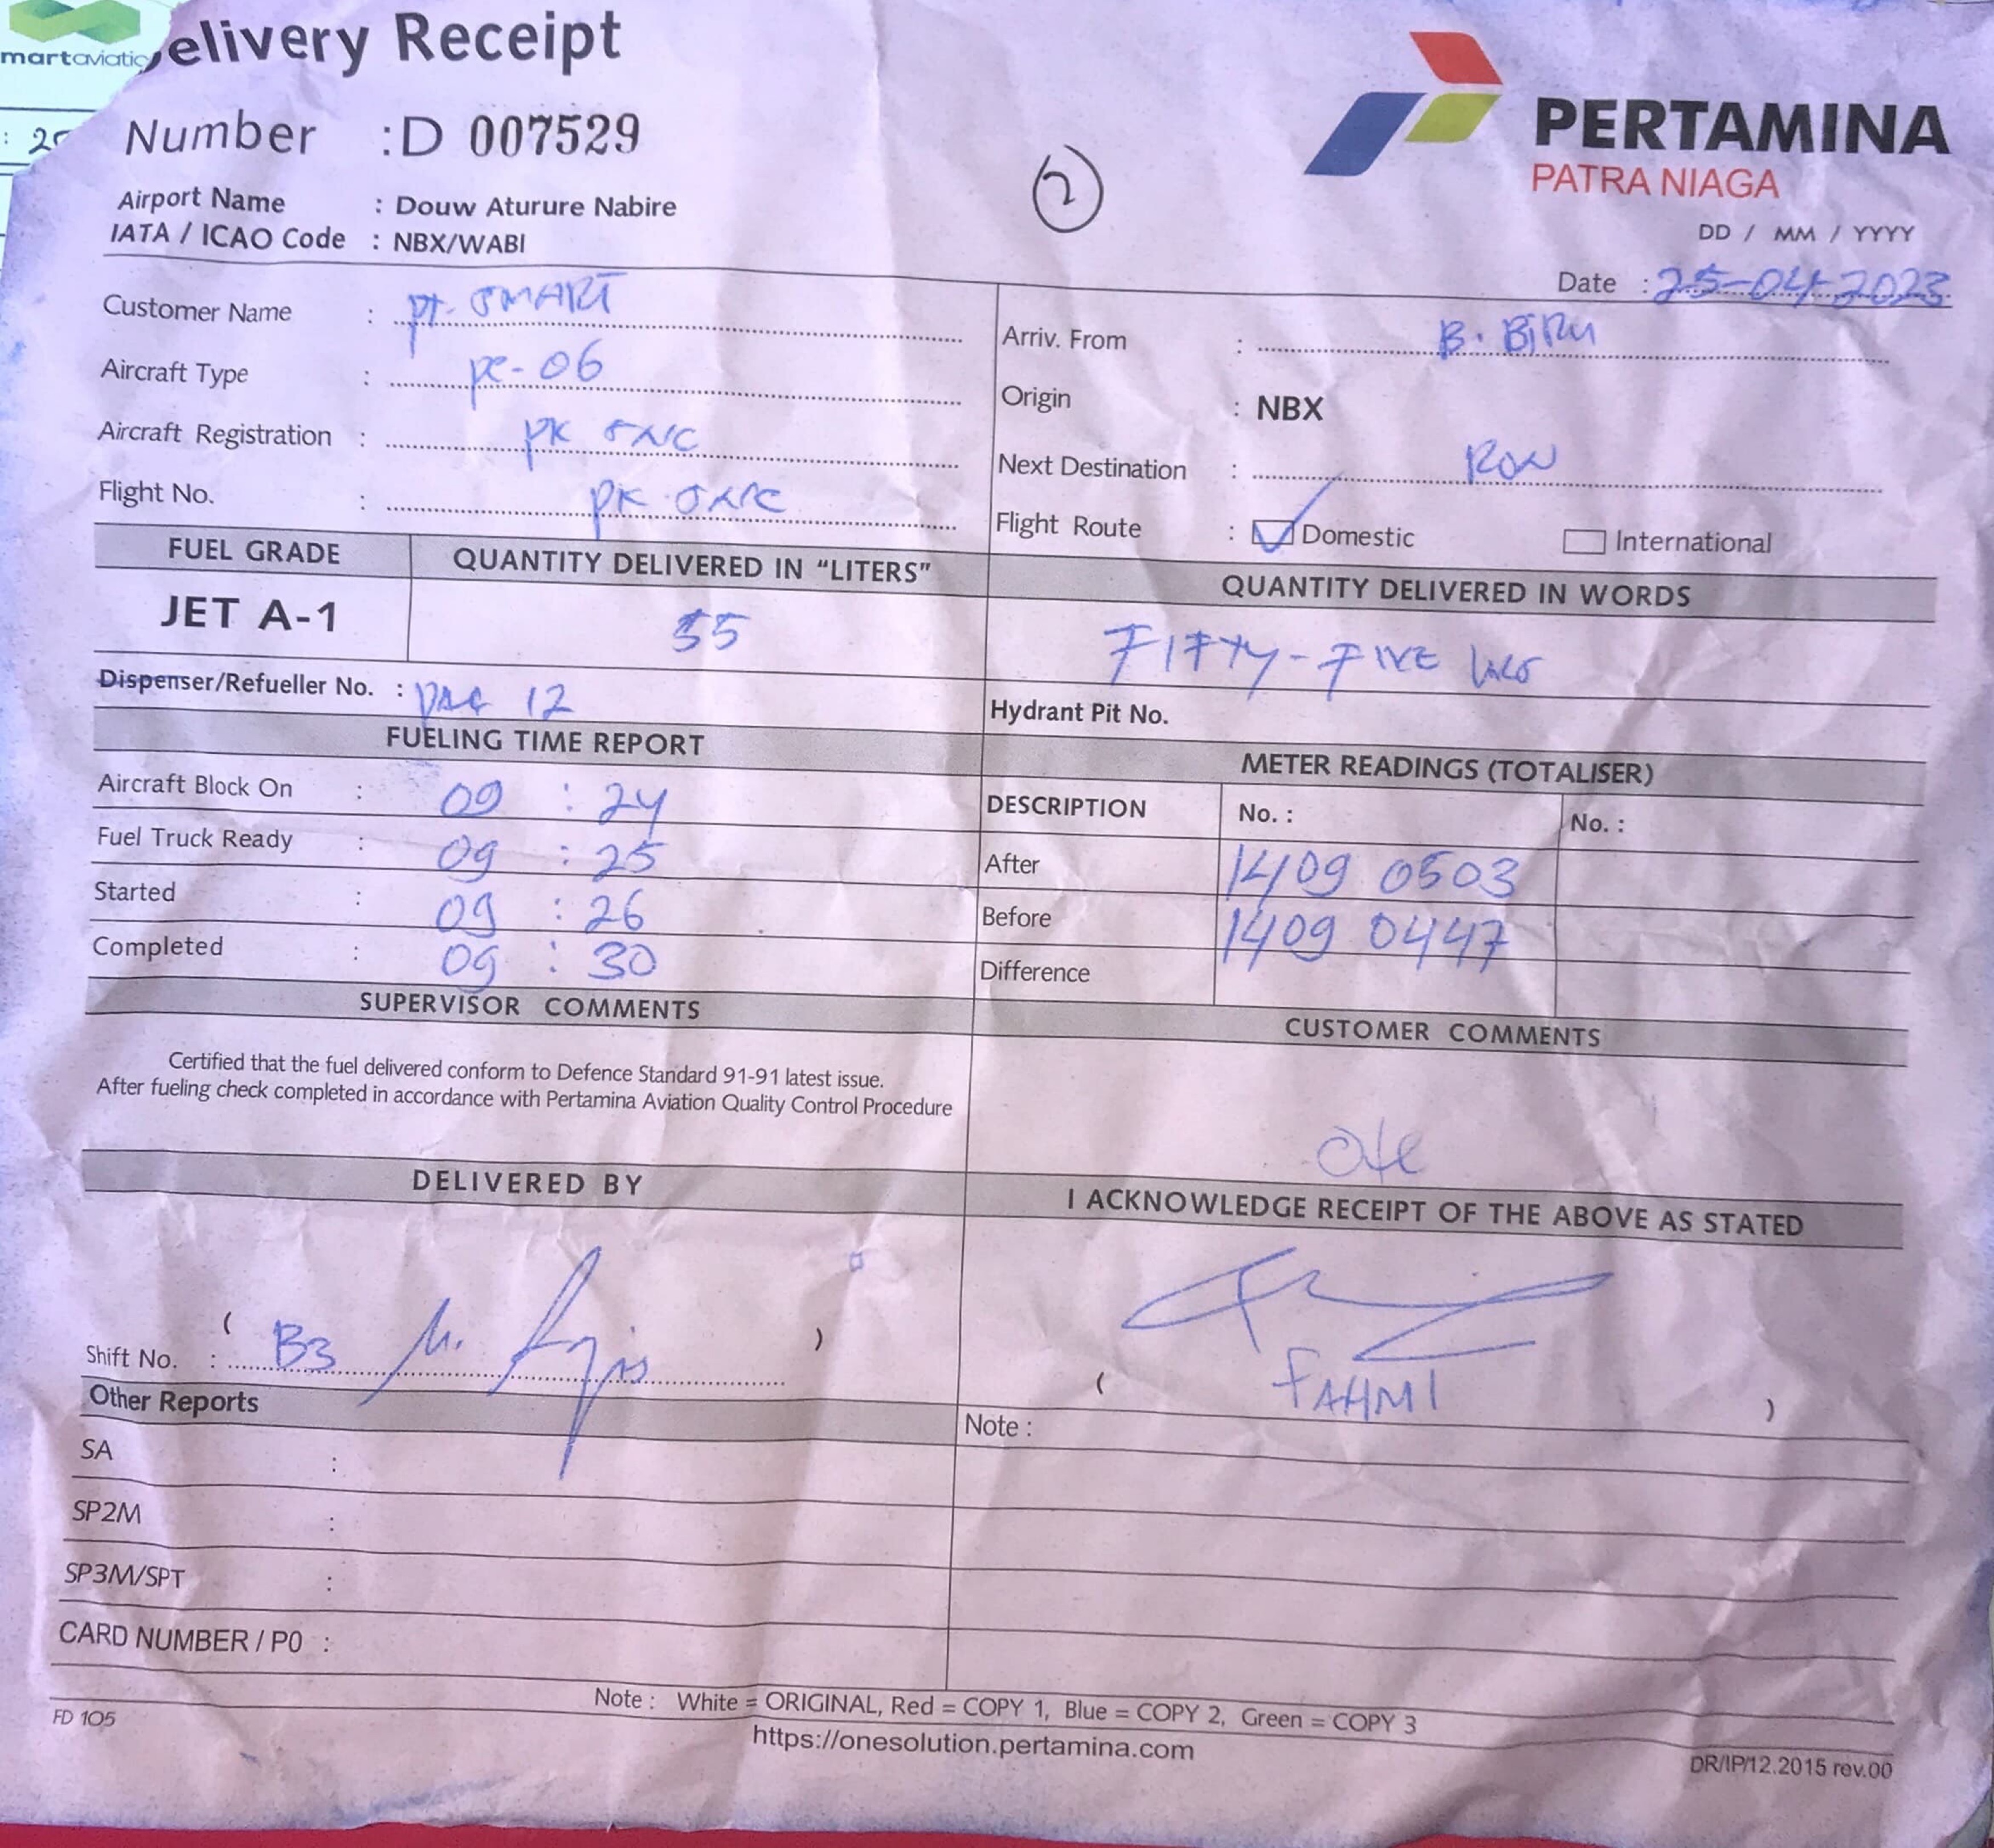 martaviatio
elivery Receipt
: 20
Number : D 007529
2
PERTAMINA
PATRA NIAGA
Airport Name : Douw Aturure Nabire
IATA / ICAO Code : NBX/WABI
DD / MM / YYYY
Date : 25-04-2023
Customer Name : PT. SMART
Arriv. From : B. BIRU
Aircraft Type : pc-06
Origin : NBX
Aircraft Registration : PK SNC
Next Destination : RON
Flight No. : PK SNC
Flight Route : Domestic International
FUEL GRADE QUANTITY DELIVERED IN "LITERS" QUANTITY DELIVERED IN WORDS
JET A-1 55 FIFTY-FIVE
Dispenser/Refueller No. : 12
Hydrant Pit No.
FUELING TIME REPORT METER READINGS (TOTALISER)
Aircraft Block On : 09 : 24
DESCRIPTION No. : No. :
Fuel Truck Ready : 09 : 25
After 1409 0503
Started : 09 : 26
Before 1409 0447
Completed : 09 : 30
Difference
SUPERVISOR COMMENTS CUSTOMER COMMENTS
Certified that the fuel delivered conform to Defence Standard 91-91 latest issue.
After fueling check completed in accordance with Pertamina Aviation Quality Control Procedure
DELIVERED BY I ACKNOWLEDGE RECEIPT OF THE ABOVE AS STATED
( )
Shift No. : B3
( FAHMI )
Other Reports
Note :
SA :
SP2M :
SP3M/SPT :
CARD NUMBER / P0 :
Note : White = ORIGINAL, Red = COPY 1, Blue = COPY 2, Green = COPY 3
FD 105
https://onesolution.pertamina.com
DR/IP/12.2015 rev.00